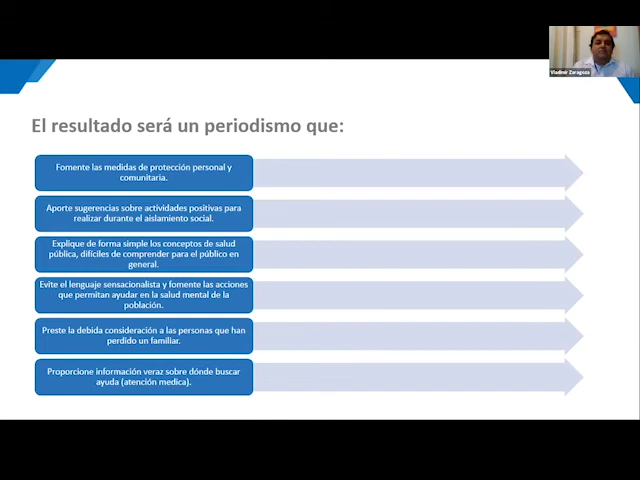 Vladimir Zaragoza
El resultado será un periodismo que:
Fomente las medidas de protección personal y
comunitaria.
Aporte sugerencias sobre actividades positivas para
realizar durante el aislamiento social.
Explique de forma simple los conceptos de salud
pública, difíciles de comprender para el público en
general.
Evite el lenguaje sensacionalista y fomente las acciones
que permitan ayudar en la salud mental de la
población.
Preste la debida consideración a las personas que han
perdido un familiar.
Proporcione información veraz sobre dónde buscar
ayuda (atención medica).